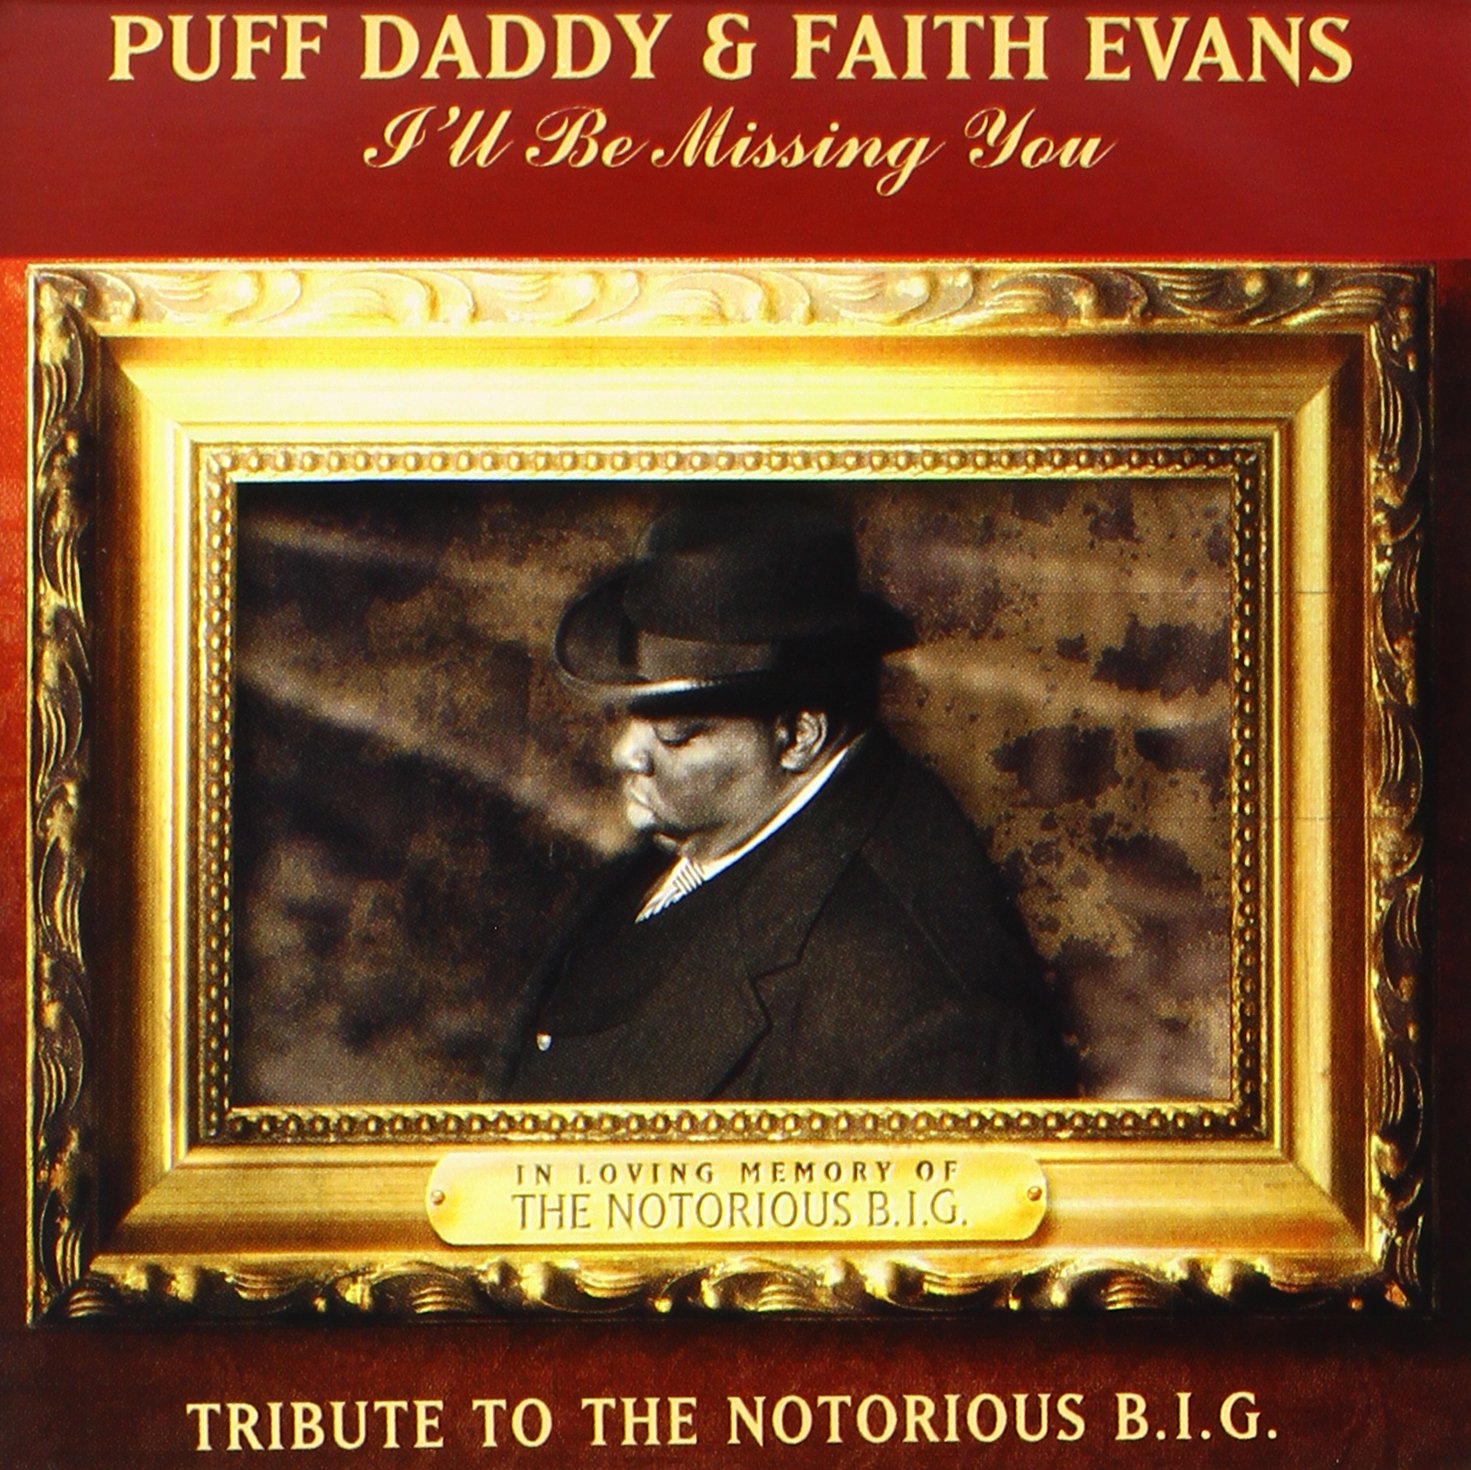 PUFF DADDY & FAITH EVANS
I'll Be Missing You
IN LOVING MEMORY OF
THE NOTORIOUS B.I.G.
TRIBUTE TO THE NOTORIOUS B.I.G.